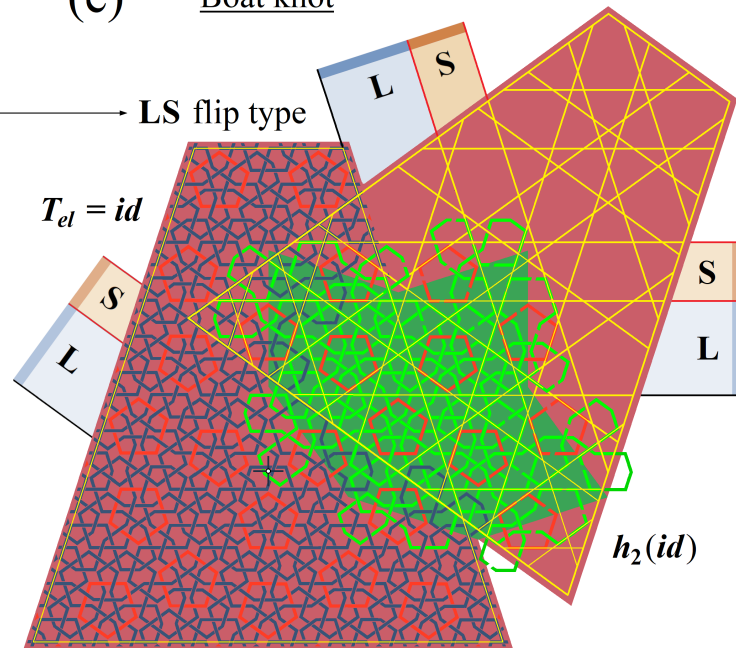 (c) Boat knot
LS flip type
L S
T_el = id
S
L
S
L
h_2(id)